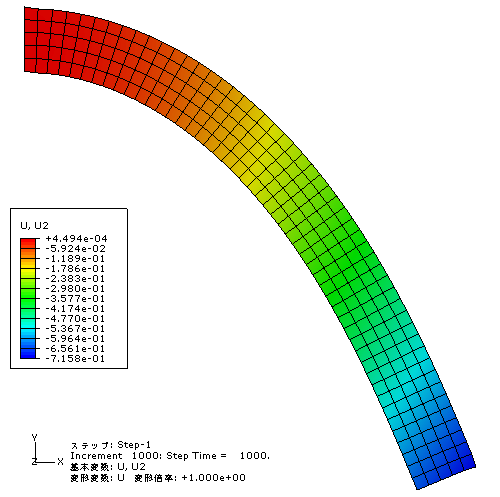 U, U2
+4.494e-04
-5.924e-02
-1.189e-01
-1.786e-01
-2.383e-01
-2.980e-01
-3.577e-01
-4.174e-01
-4.770e-01
-5.367e-01
-5.964e-01
-6.561e-01
-7.158e-01
Y
Z X
ステップ: Step-1
Increment 1000: Step Time = 1000.
基本変数: U, U2
変形変数: U 変形倍率: +1.000e+00